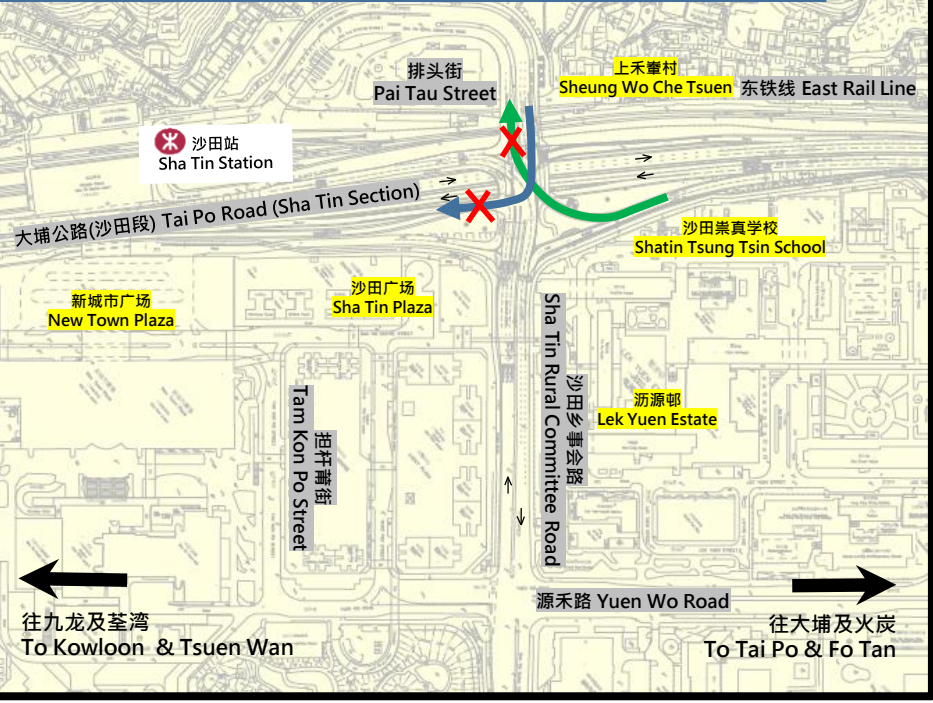 排头街
Pai Tau Street
上禾輋村
Sheung Wo Che Tsuen
东铁线 East Rail Line
沙田站
Sha Tin Station
大埔公路(沙田段) Tai Po Road (Sha Tin Section)
沙田崇真学校
Shatin Tsung Tsin School
新城市广场
New Town Plaza
沙田广场
Sha Tin Plaza
沙田乡事会路
Sha Tin Rural Committee Road
沥源邨
Lek Yuen Estate
担杆莆街
Tam Kon Po Street
源禾路 Yuen Wo Road
往九龙及荃湾
To Kowloon & Tsuen Wan
往大埔及火炭
To Tai Po & Fo Tan